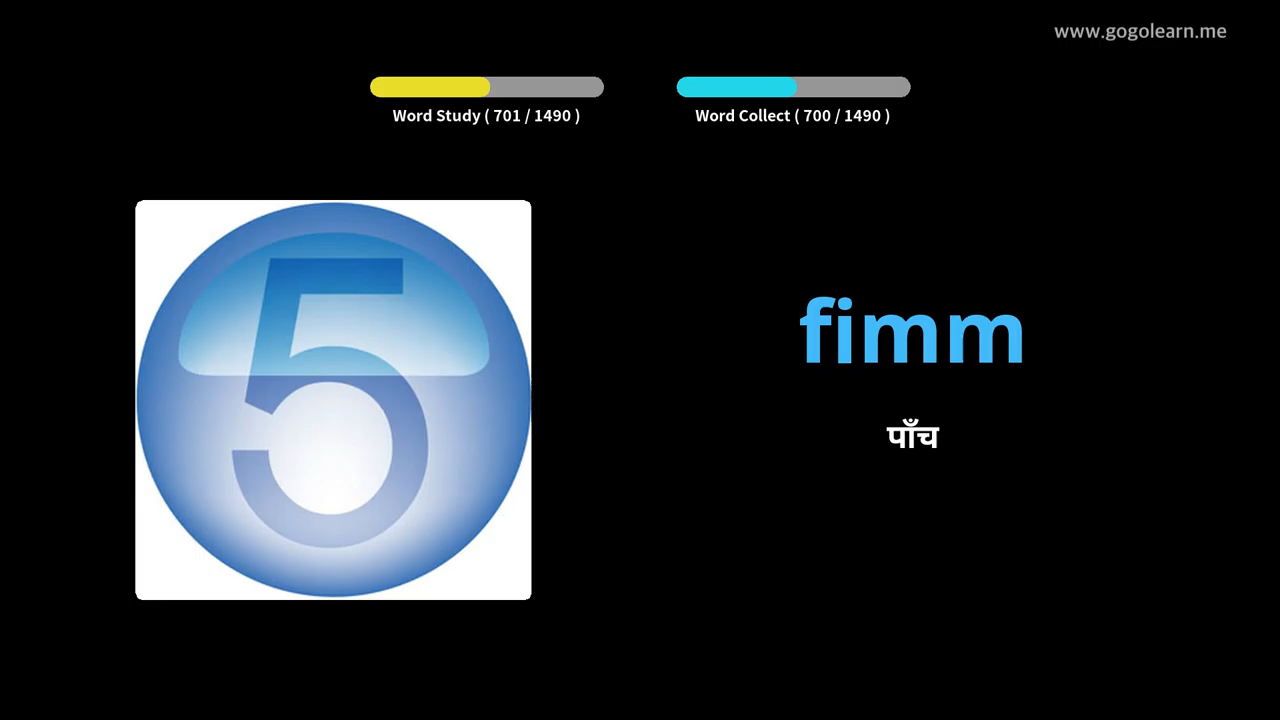 www.gogolearn.me
Word Study ( 701 / 1490 )
Word Collect ( 700 / 1490 )
5
fimm
पाँच